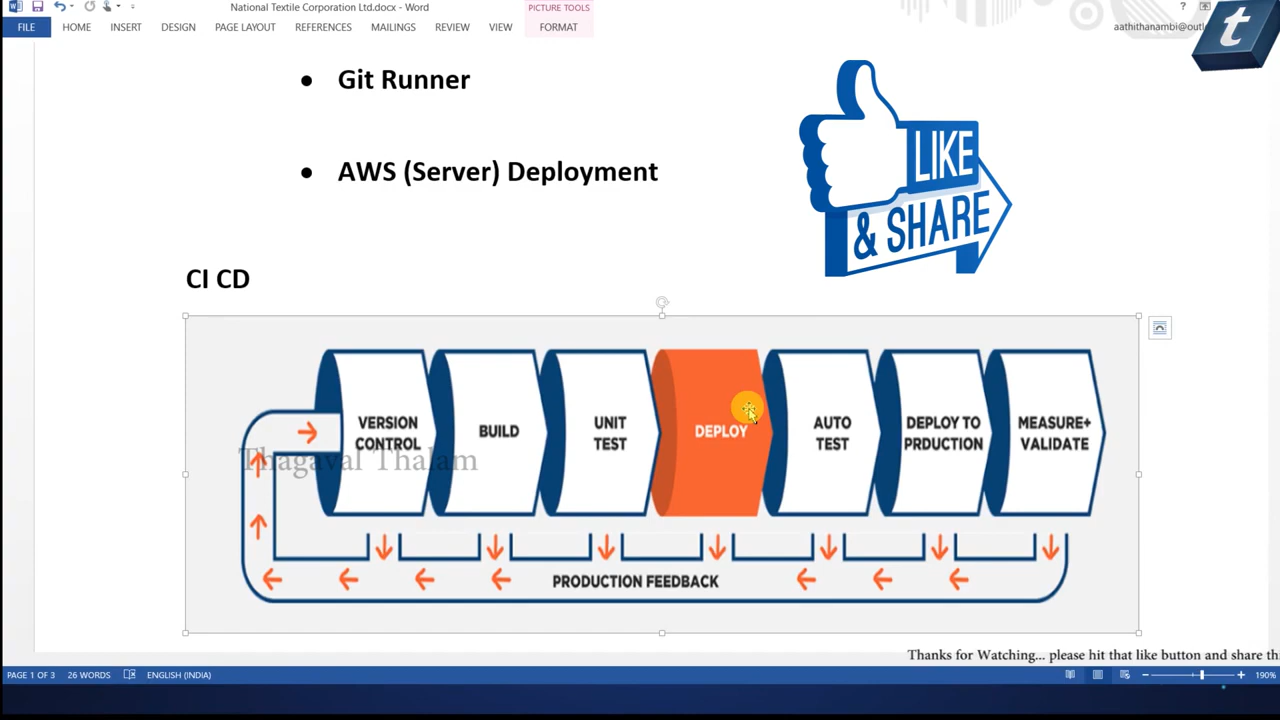 National Textile Corporation Ltd.docx - Word
PICTURE TOOLS
?
FILE HOME INSERT DESIGN PAGE LAYOUT REFERENCES MAILINGS REVIEW VIEW FORMAT
aathithanambi@outlo
t
• Git Runner
• AWS (Server) Deployment
LIKE
& SHARE
CI CD
VERSION
CONTROL
BUILD
UNIT
TEST
DEPLOY
AUTO
TEST
DEPLOY TO
PRDUCTION
MEASURE+
VALIDATE
Thagaval Thalam
PRODUCTION FEEDBACK
Thanks for Watching... please hit that like button and share thi
PAGE 1 OF 3 26 WORDS ENGLISH (INDIA) 190%